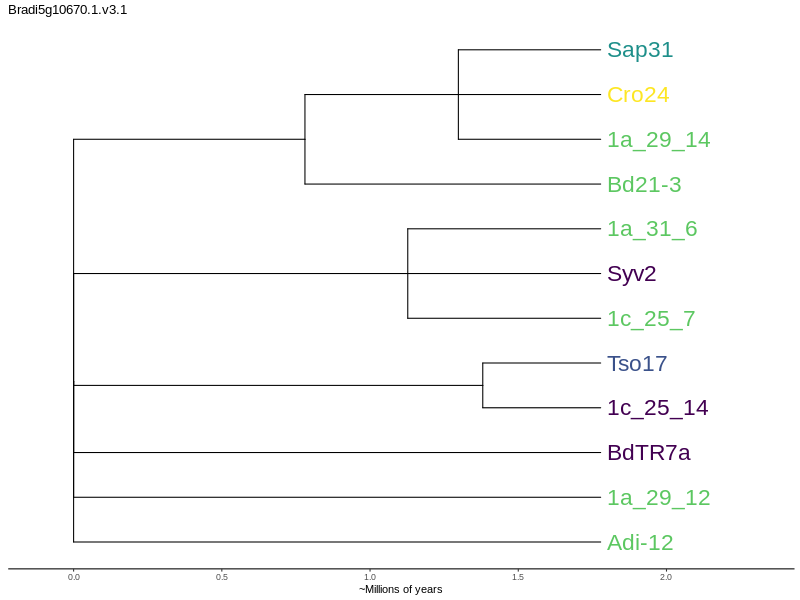 Bradi5g10670.1.v3.1
Sap31
Cro24
1a_29_14
Bd21-3
1a_31_6
Syv2
1c_25_7
Tso17
1c_25_14
BdTR7a
1a_29_12
Adi-12
0.0 0.5 1.0 1.5 2.0
~Millions of years